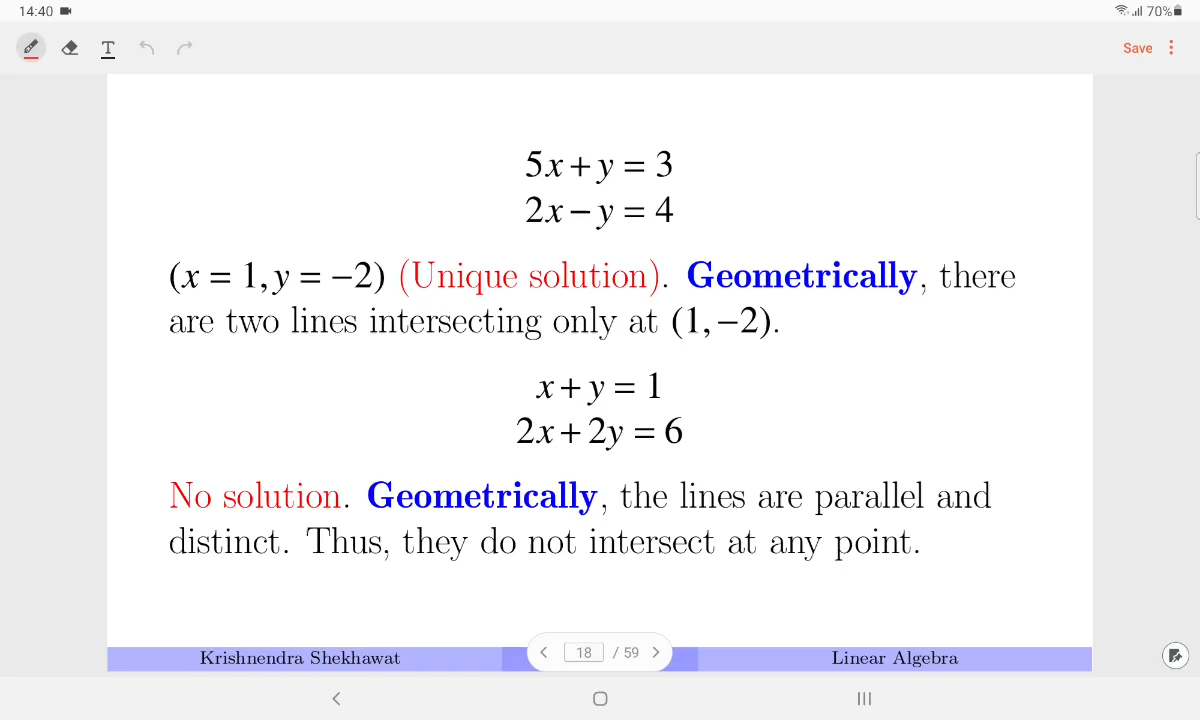 14:40 70%
T Save
5x + y = 3
2x − y = 4
(x = 1, y = −2) (Unique solution). Geometrically, there
are two lines intersecting only at (1, −2).
x + y = 1
2x + 2y = 6
No solution. Geometrically, the lines are parallel and
distinct. Thus, they do not intersect at any point.
Krishnendra Shekhawat 18 / 59 Linear Algebra